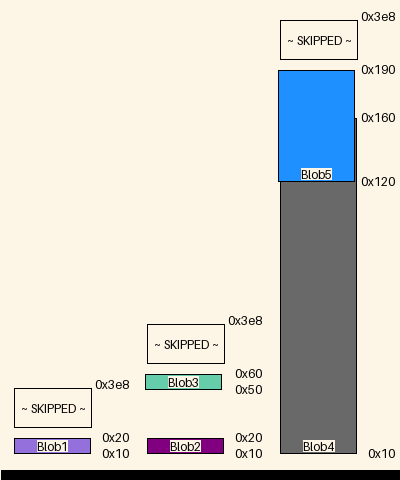 0x3e8
~ SKIPPED ~
0x20
Blob1
0x10
0x3e8
~ SKIPPED ~
0x60
Blob3
0x50
0x20
Blob2
0x10
0x3e8
~ SKIPPED ~
0x190
0x160
Blob5
0x120
Blob4
0x10